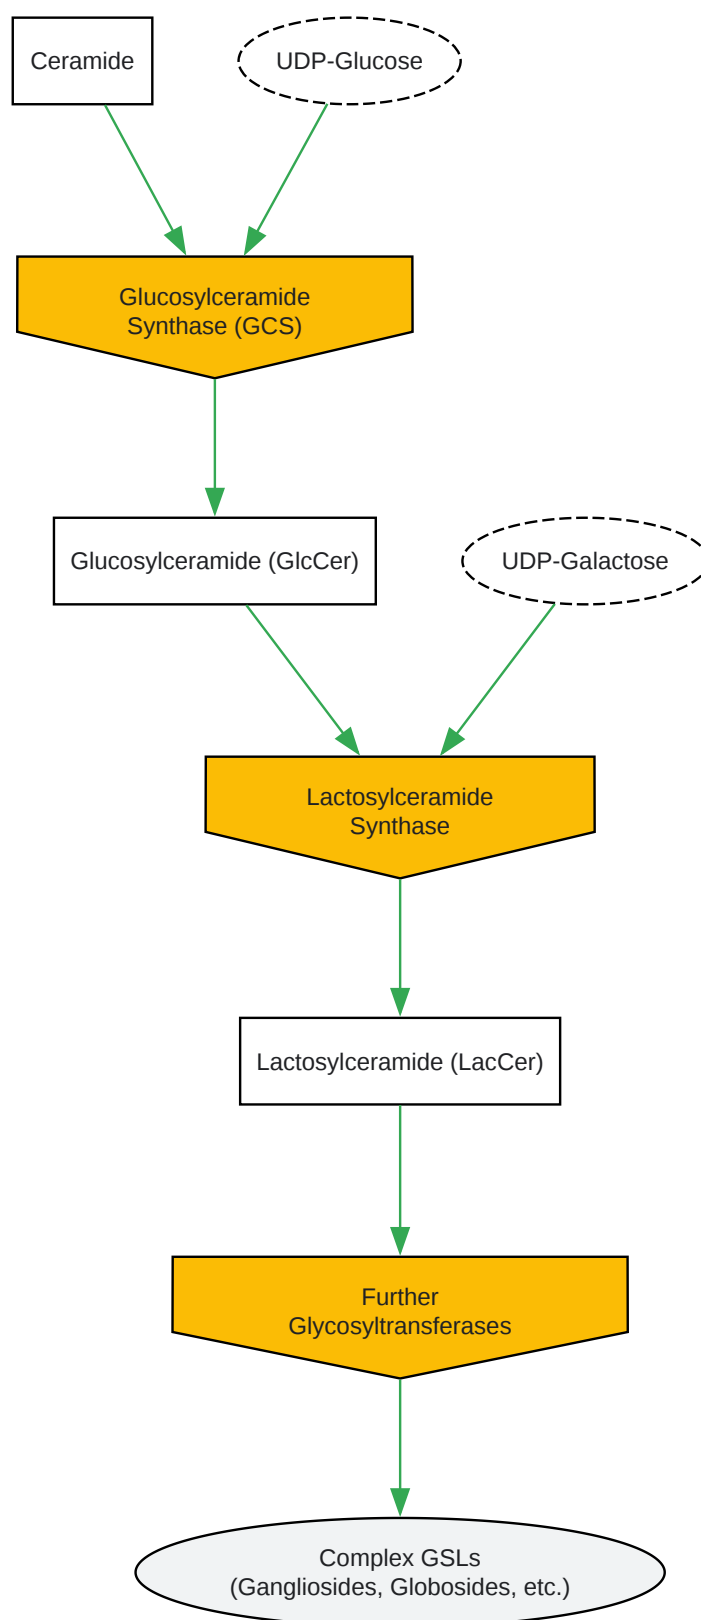 Ceramide
UDP-Glucose
Glucosylceramide
Synthase (GCS)
Glucosylceramide (GlcCer)
UDP-Galactose
Lactosylceramide
Synthase
Lactosylceramide (LacCer)
Further
Glycosyltransferases
Complex GSLs
(Gangliosides, Globosides, etc.)